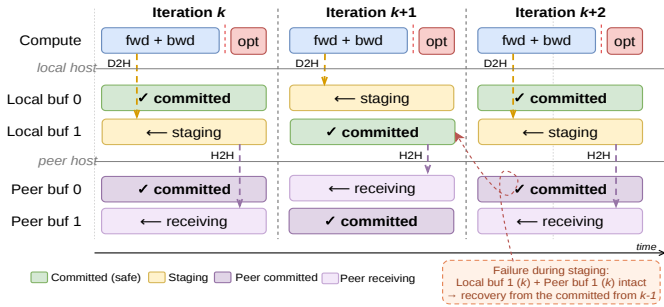 Iteration k Iteration k+1 Iteration k+2
Compute fwd + bwd opt fwd + bwd opt fwd + bwd opt
local host D2H D2H D2H
Local buf 0 ✓ committed ⟵ staging ✓ committed
Local buf 1 ⟵ staging ✓ committed ⟵ staging
peer host H2H H2H H2H
Peer buf 0 ✓ committed ⟵ receiving ✓ committed
Peer buf 1 ⟵ receiving ✓ committed ⟵ receiving
time
Committed (safe) Staging Peer committed Peer receiving
Failure during staging:
Local buf 1 (k) + Peer buf 1 (k) intact
→ recovery from the committed from k-1